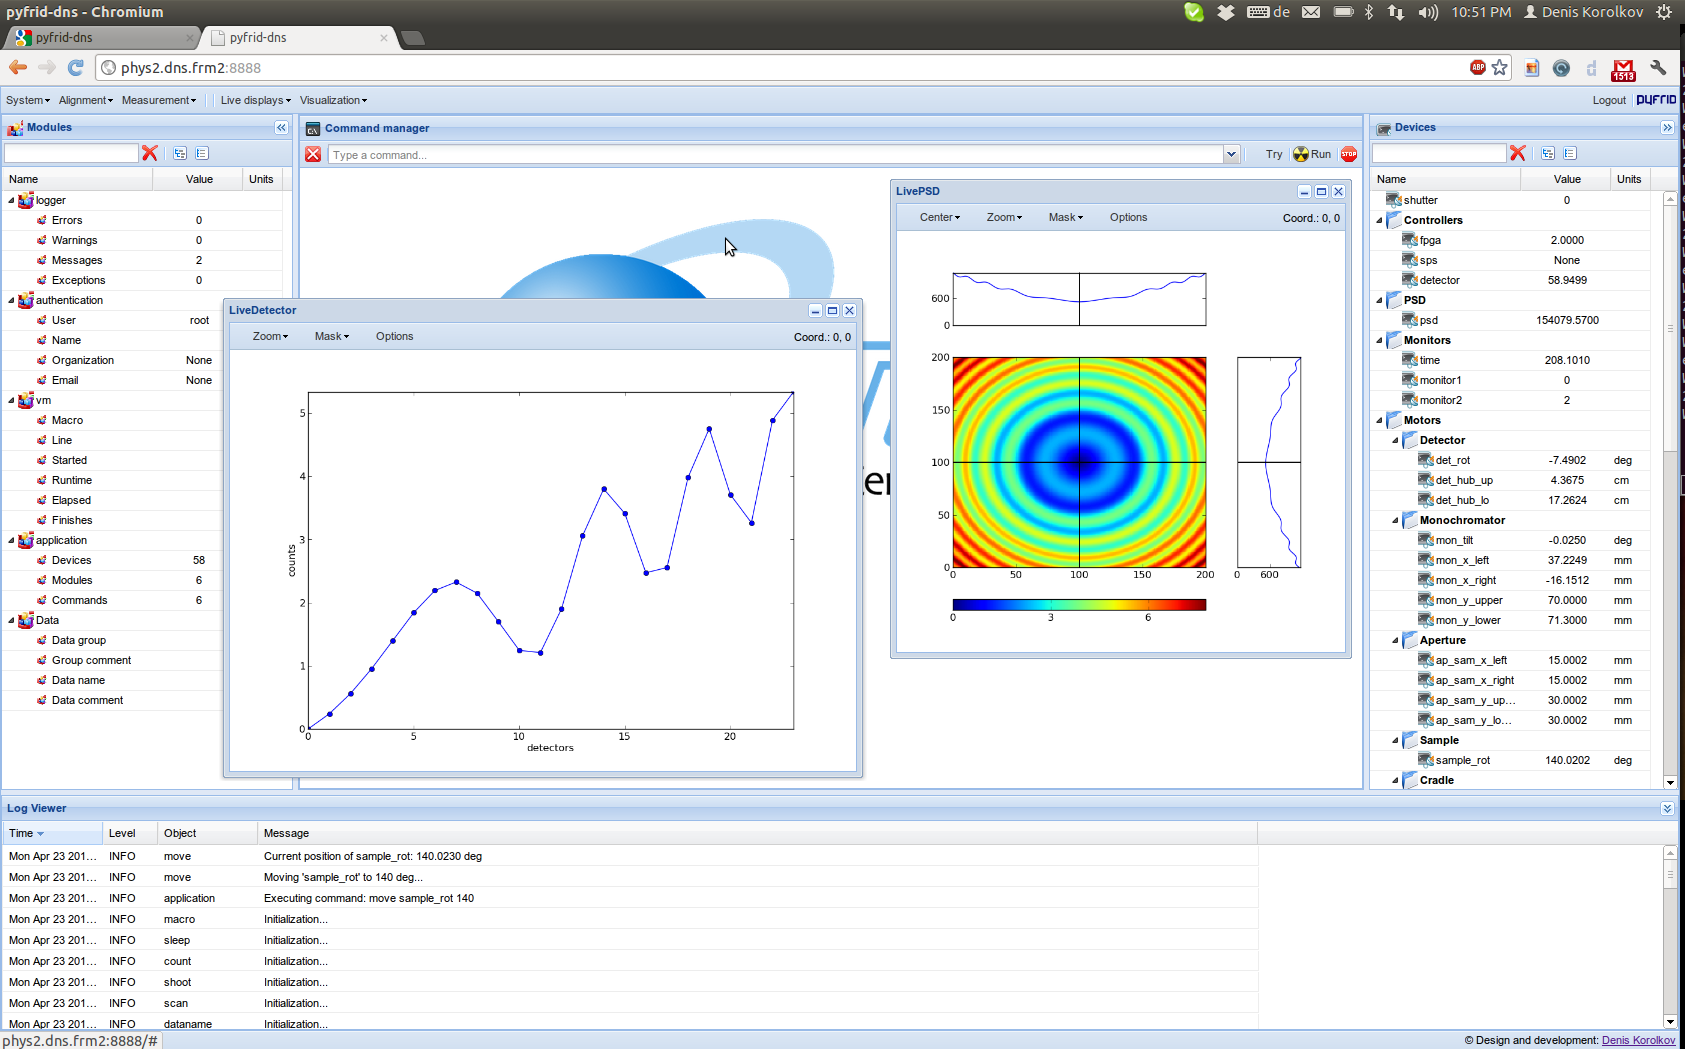 pyfrid-dns - Chromium
de
10:51 PM
Denis Korolkov
pyfrid-dns
pyfrid-dns
phys2.dns.frm2:8888
ABP
1513
System
Alignment
Measurement
Live displays
Visualization
Logout
pyfrid
Modules
Name Value Units
logger
Errors 0
Warnings 0
Messages 2
Exceptions 0
authentication
User root
Name
Organization None
Email None
vm
Macro
Line
Started
Runtime
Elapsed
Finishes
application
Devices 58
Modules 6
Commands 6
Data
Data group
Group comment
Data name
Data comment
Command manager
Type a command...
Try
Run
STOP
LiveDetector
Zoom Mask Options Coord.: 0, 0
5
4
3
2
1
0
counts
0 5 10 15 20
detectors
LivePSD
Center Zoom Mask Options Coord.: 0, 0
600
0
200
150
100
50
0
0 50 100 150 200
0 600
0 3 6
Devices
Name Value Units
shutter 0
Controllers
fpga 2.0000
sps None
detector 58.9499
PSD
psd 154079.5700
Monitors
time 208.1010
monitor1 0
monitor2 2
Motors
Detector
det_rot -7.4902 deg
det_hub_up 4.3675 cm
det_hub_lo 17.2624 cm
Monochromator
mon_tilt -0.0250 deg
mon_x_left 37.2249 mm
mon_x_right -16.1512 mm
mon_y_upper 70.0000 mm
mon_y_lower 71.3000 mm
Aperture
ap_sam_x_left 15.0002 mm
ap_sam_x_right 15.0002 mm
ap_sam_y_up... 30.0002 mm
ap_sam_y_lo... 30.0002 mm
Sample
sample_rot 140.0202 deg
Cradle
Log Viewer
Time Level Object Message
Mon Apr 23 201... INFO move Current position of sample_rot: 140.0230 deg
Mon Apr 23 201... INFO move Moving 'sample_rot' to 140 deg...
Mon Apr 23 201... INFO application Executing command: move sample_rot 140
Mon Apr 23 201... INFO macro Initialization...
Mon Apr 23 201... INFO sleep Initialization...
Mon Apr 23 201... INFO count Initialization...
Mon Apr 23 201... INFO shoot Initialization...
Mon Apr 23 201... INFO scan Initialization...
Mon Apr 23 201... INFO dataname Initialization...
phys2.dns.frm2:8888/#
© Design and development: Denis Korolkov